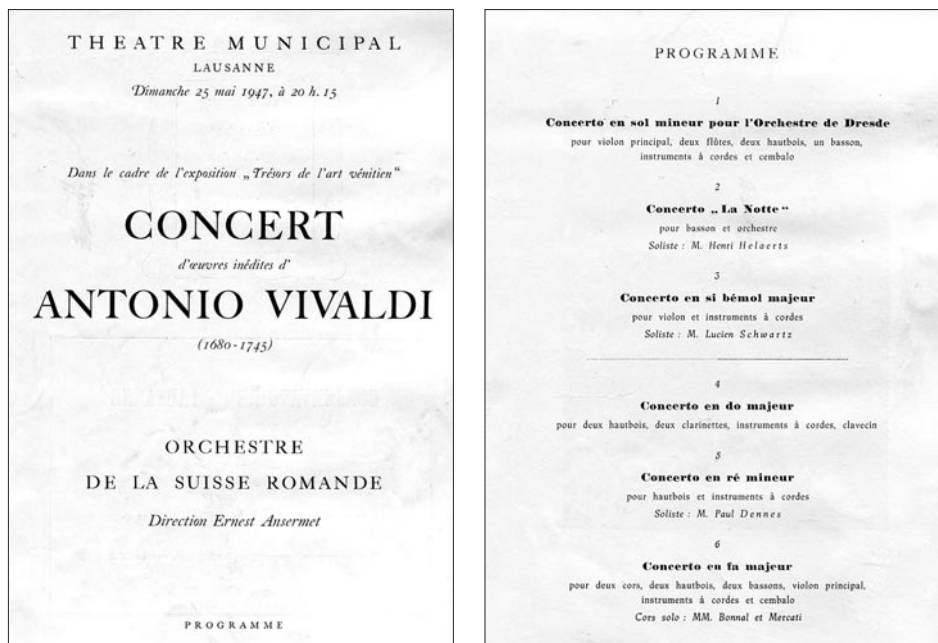 THEATRE MUNICIPAL
LAUSANNE
Dimanche 25 mai 1947, à 20 h. 15
Dans le cadre de l'exposition „Trésors de l'art vénitien“
CONCERT
d'œuvres inédites d'
ANTONIO VIVALDI
(1680-1745)
ORCHESTRE
DE LA SUISSE ROMANDE
Direction Ernest Ansermet
PROGRAMME
PROGRAMME
1
Concerto en sol mineur pour l'Orchestre de Dresde
pour violon principal, deux flûtes, deux hautbois, un basson,
instruments à cordes et cembalo
2
Concerto „La Notte“
pour basson et orchestre
Soliste : M. Henri Helaerts
3
Concerto en si bémol majeur
pour violon et instruments à cordes
Soliste : M. Lucien Schwartz
4
Concerto en do majeur
pour deux hautbois, deux clarinettes, instruments à cordes, clavecin
5
Concerto en ré mineur
pour hautbois et instruments à cordes
Soliste : M. Paul Dennes
6
Concerto en fa majeur
pour deux cors, deux hautbois, deux bassons, violon principal,
instruments à cordes et cembalo
Cors solo : MM. Bonnal et Mercati